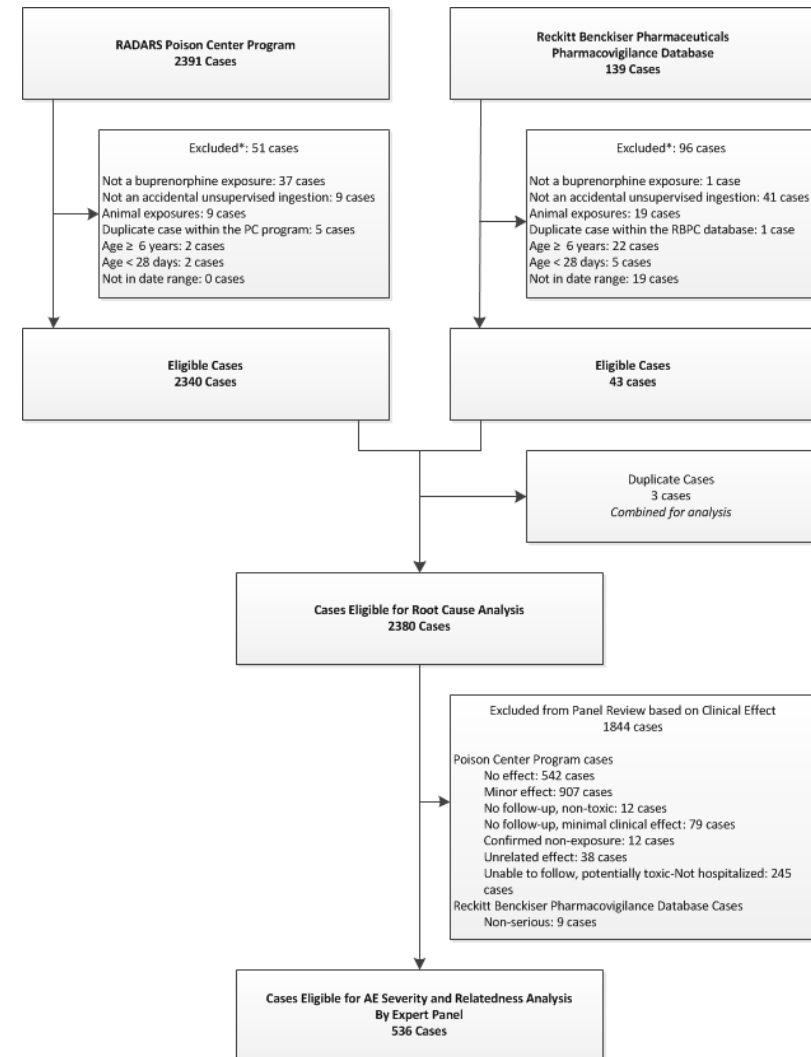 RADARS Poison Center Program
2391 Cases
Reckitt Benckiser Pharmaceuticals
Pharmacovigilance Database
139 Cases
Excluded*: 51 cases
Not a buprenorphine exposure: 37 cases
Not an accidental unsupervised ingestion: 9 cases
Animal exposures: 9 cases
Duplicate case within the PC program: 5 cases
Age ≥ 6 years: 2 cases
Age < 28 days: 2 cases
Not in date range: 0 cases
Excluded*: 96 cases
Not a buprenorphine exposure: 1 case
Not an accidental unsupervised ingestion: 41 cases
Animal exposures: 19 cases
Duplicate case within the RBPC database: 1 case
Age ≥ 6 years: 22 cases
Age < 28 days: 5 cases
Not in date range: 19 cases
Eligible Cases
2340 Cases
Eligible Cases
43 cases
Duplicate Cases
3 cases
Combined for analysis
Cases Eligible for Root Cause Analysis
2380 Cases
Excluded from Panel Review based on Clinical Effect
1844 cases
Poison Center Program cases
No effect: 542 cases
Minor effect: 907 cases
No follow-up, non-toxic: 12 cases
No follow-up, minimal clinical effect: 79 cases
Confirmed non-exposure: 12 cases
Unrelated effect: 38 cases
Unable to follow, potentially toxic-Not hospitalized: 245
cases
Reckitt Benckiser Pharmacovigilance Database Cases
Non-serious: 9 cases
Cases Eligible for AE Severity and Relatedness Analysis
By Expert Panel
536 Cases